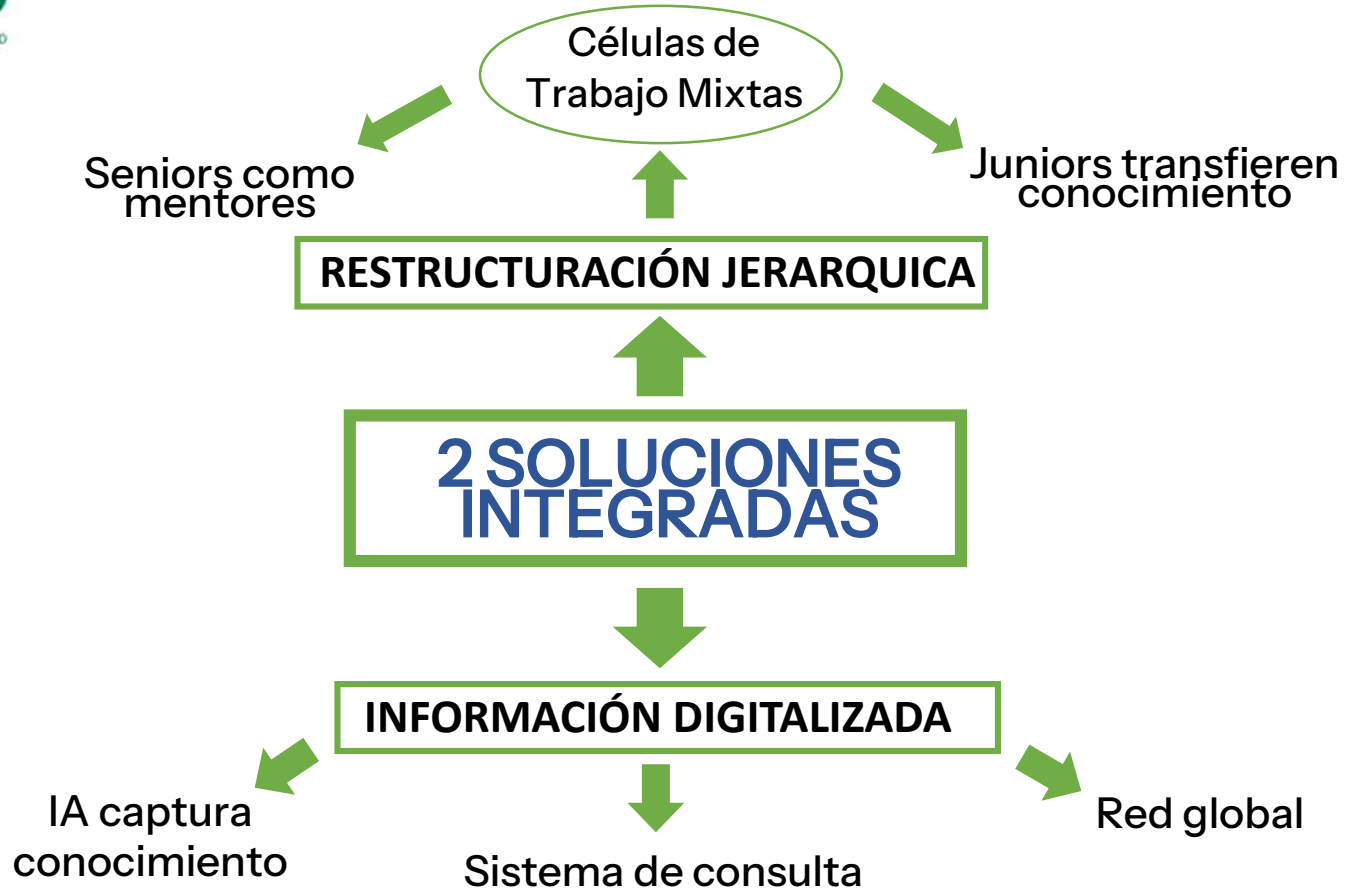 Células de
Trabajo Mixtas
Seniors como
mentores
Juniors transfieren
conocimiento
RESTRUCTURACIÓN JERARQUICA
2 SOLUCIONES
INTEGRADAS
INFORMACIÓN DIGITALIZADA
IA captura
conocimiento
Sistema de consulta
Red global